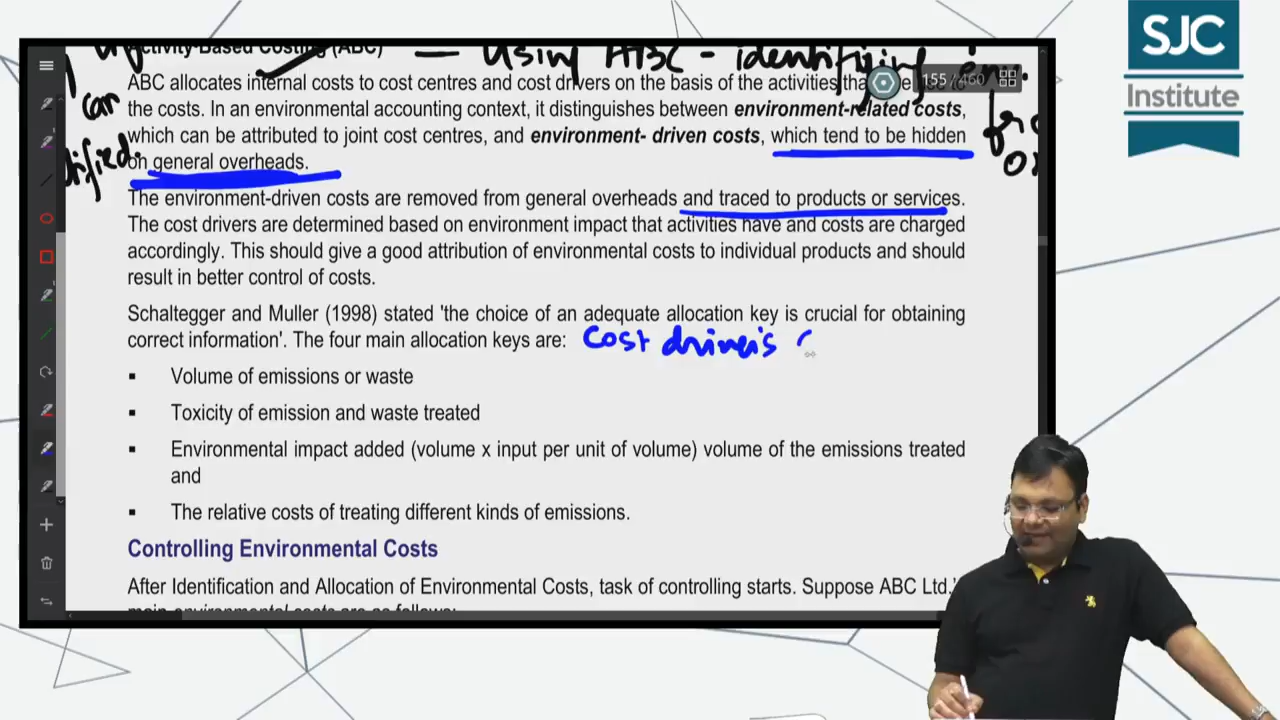 Activity-Based Costing (ABC) — Using ABC - identifying env.
ABC allocates internal costs to cost centres and cost drivers on the basis of the activities
155 / 460
can
the costs. In an environmental accounting context, it distinguishes between environment-related costs,
which can be attributed to joint cost centres, and environment- driven costs, which tend to be hidden
on general overheads.
The environment-driven costs are removed from general overheads and traced to products or services.
The cost drivers are determined based on environment impact that activities have and costs are charged
accordingly. This should give a good attribution of environmental costs to individual products and should
result in better control of costs.
Schaltegger and Muller (1998) stated 'the choice of an adequate allocation key is crucial for obtaining
correct information'. The four main allocation keys are: Cost drivers
▪ Volume of emissions or waste
▪ Toxicity of emission and waste treated
▪ Environmental impact added (volume x input per unit of volume) volume of the emissions treated
and
▪ The relative costs of treating different kinds of emissions.
Controlling Environmental Costs
After Identification and Allocation of Environmental Costs, task of controlling starts. Suppose ABC Ltd.'
main environmental costs are as follows:
SJC
Institute